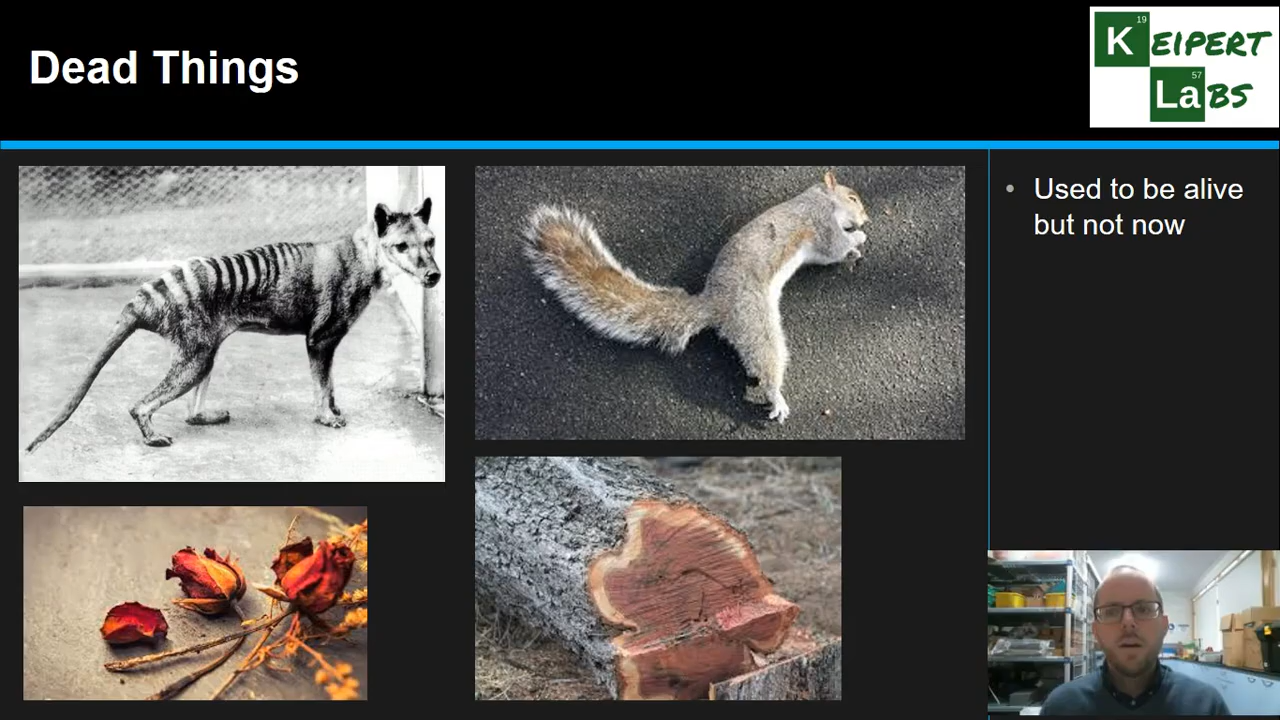 Dead Things
19
KEIPERT
57
LaBS
• Used to be alive
but not now